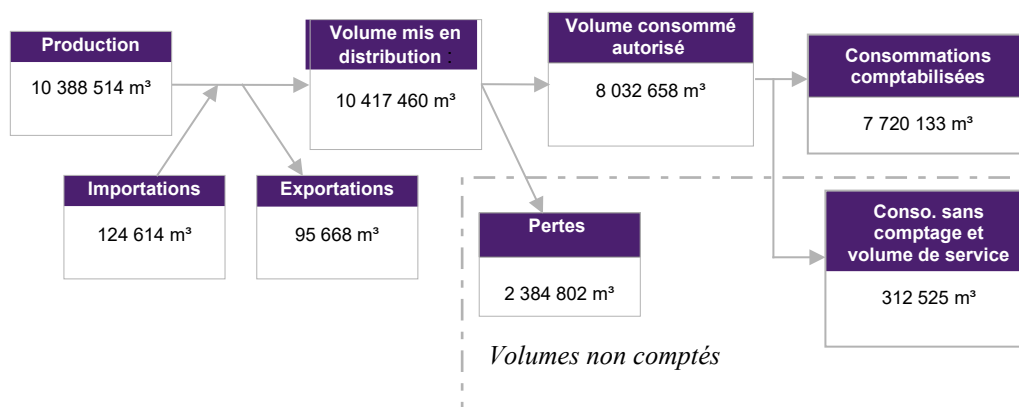 Production
10 388 514 m³
Volume mis en
distribution :
10 417 460 m³
Volume consommé
autorisé
8 032 658 m³
Consommations
comptabilisées
7 720 133 m³
Importations
124 614 m³
Exportations
95 668 m³
Pertes
2 384 802 m³
Conso. sans
comptage et
volume de service
312 525 m³
Volumes non comptés